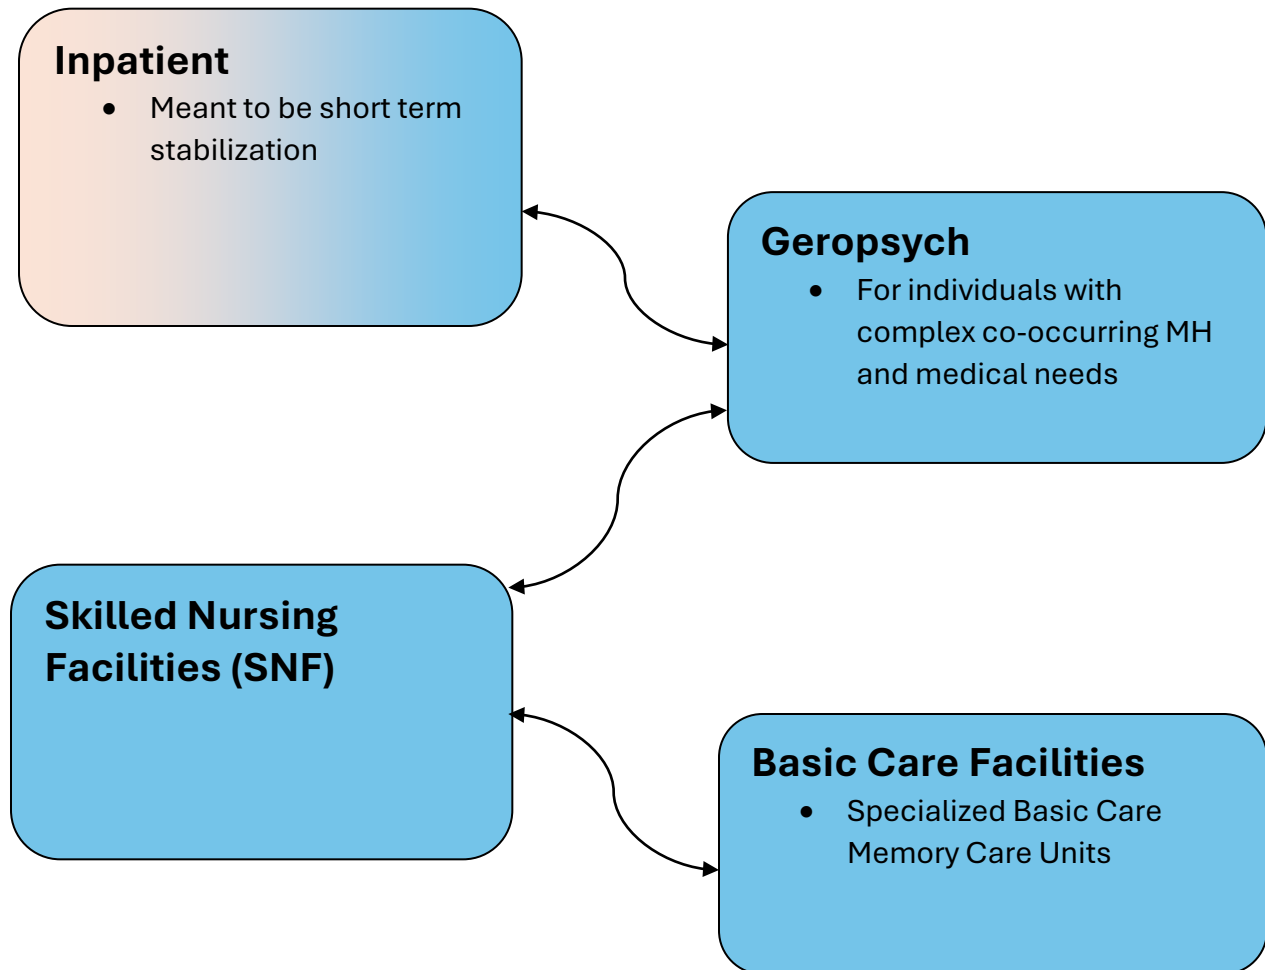 Inpatient
• Meant to be short term
stabilization
Geropsych
• For individuals with
complex co-occurring MH
and medical needs
Skilled Nursing
Facilities (SNF)
Basic Care Facilities
• Specialized Basic Care
Memory Care Units